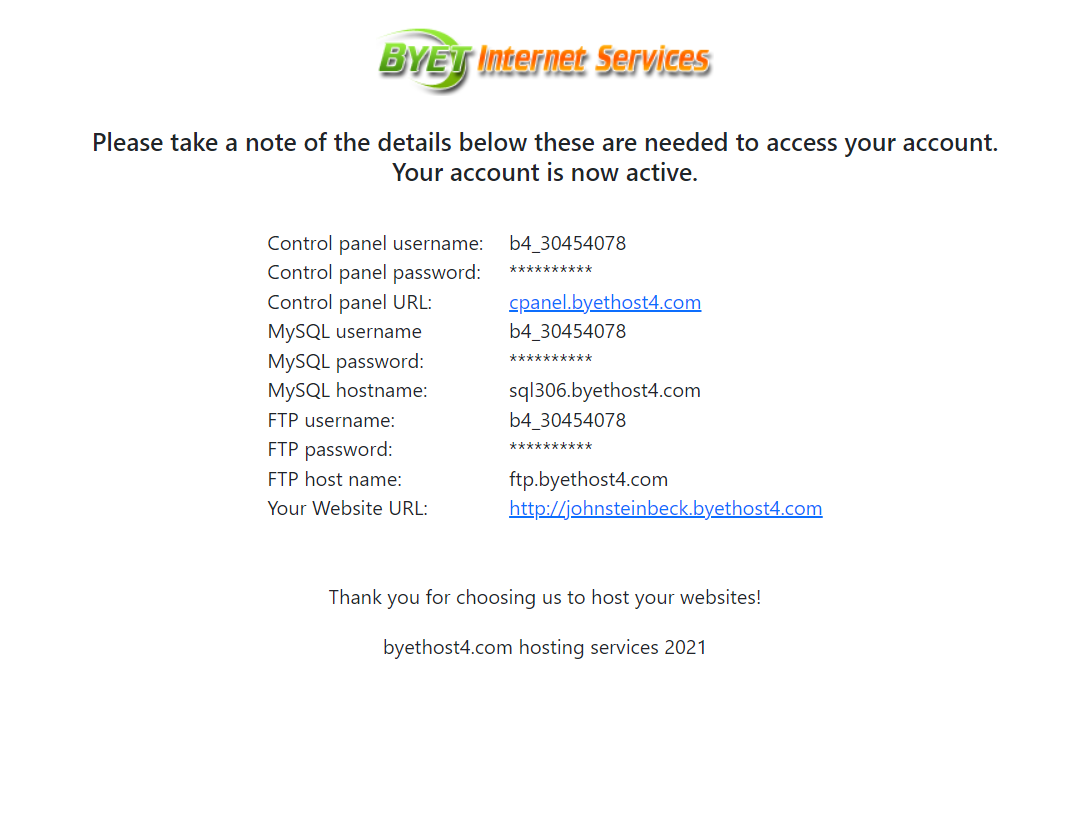 BYET Internet Services
Please take a note of the details below these are needed to access your account.
Your account is now active.
Control panel username: b4_30454078
Control panel password: **********
Control panel URL: cpanel.byethost4.com
MySQL username b4_30454078
MySQL password: **********
MySQL hostname: sql306.byethost4.com
FTP username: b4_30454078
FTP password: **********
FTP host name: ftp.byethost4.com
Your Website URL: http://johnsteinbeck.byethost4.com
Thank you for choosing us to host your websites!
byethost4.com hosting services 2021